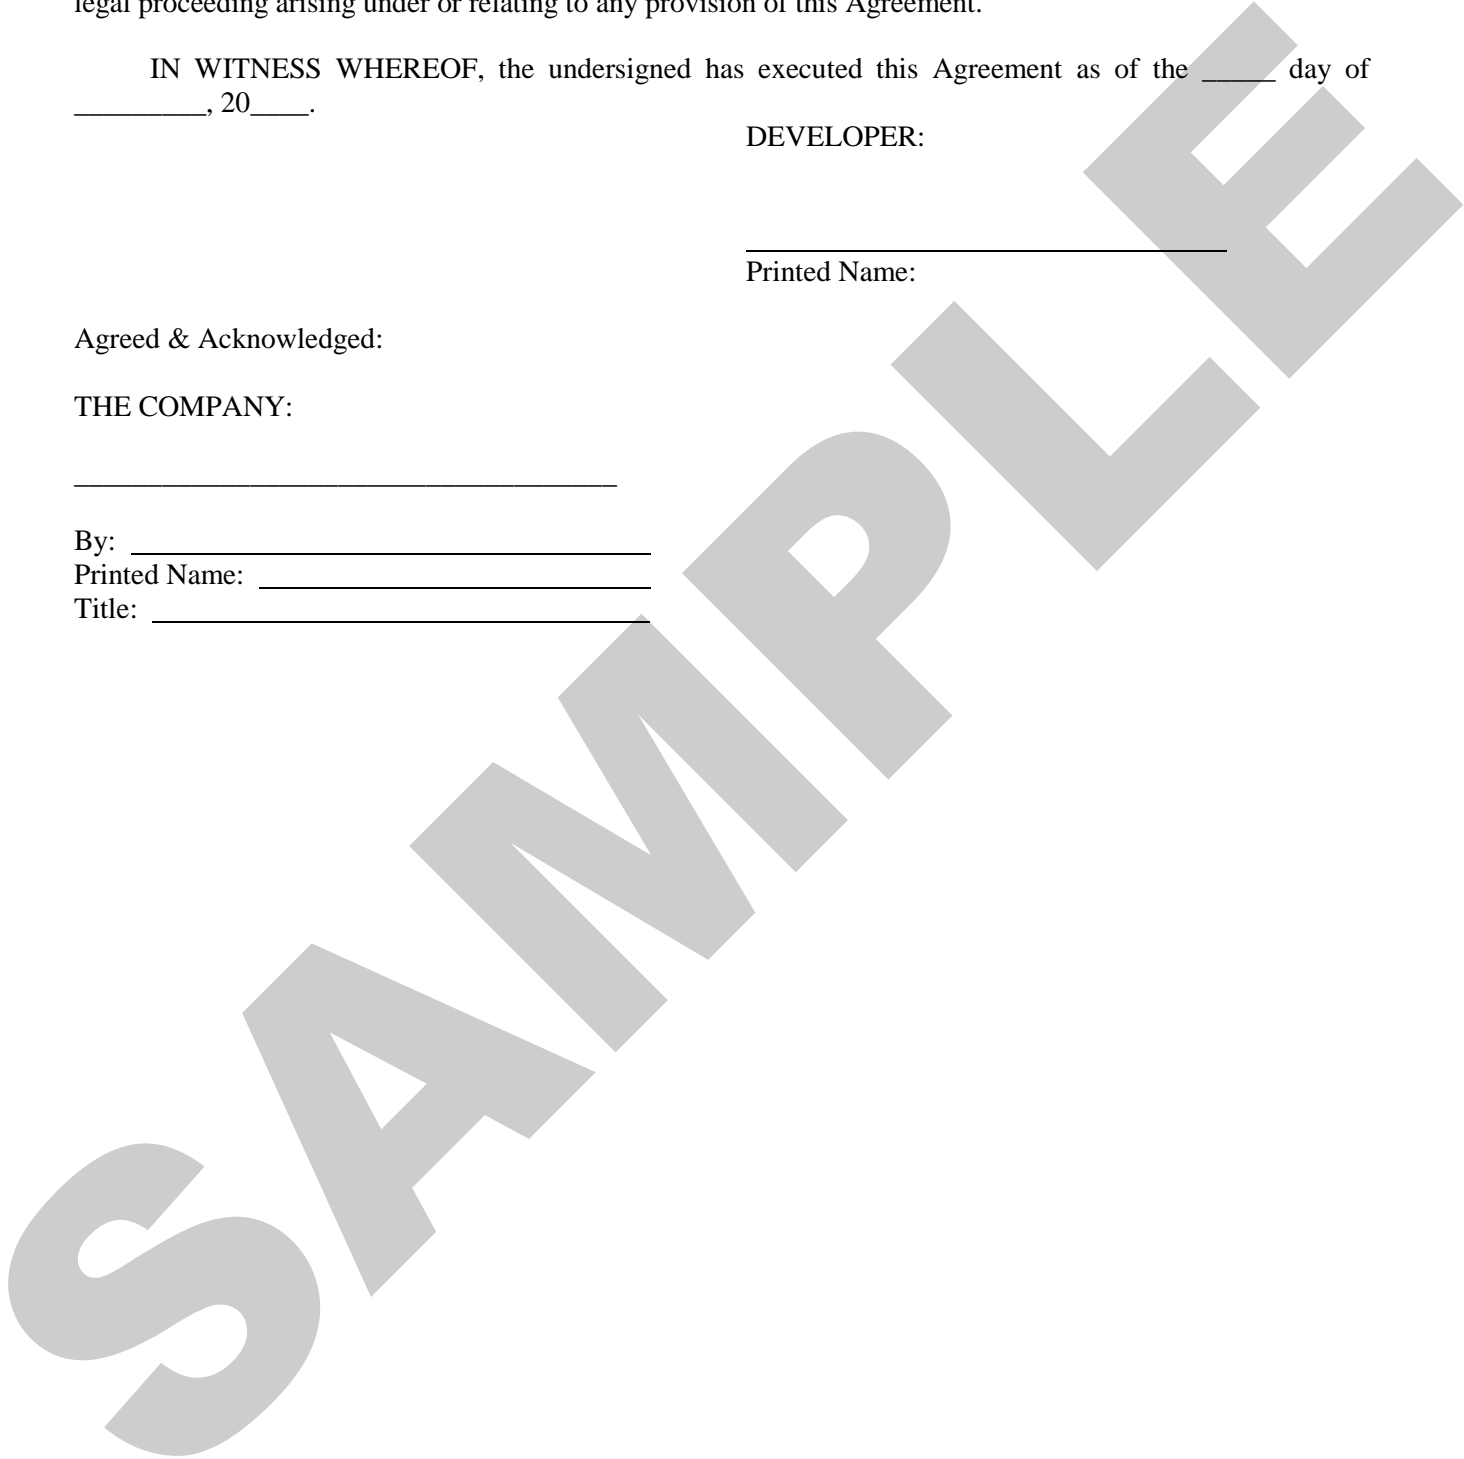 legal proceeding arising under or relating to any provision of this Agreement.
IN WITNESS WHEREOF, the undersigned has executed this Agreement as of the _____ day of
_________, 20____.
DEVELOPER:
Printed Name:
Agreed & Acknowledged:
THE COMPANY:
_____________________________________
By:
Printed Name:
Title:
SAMPLE